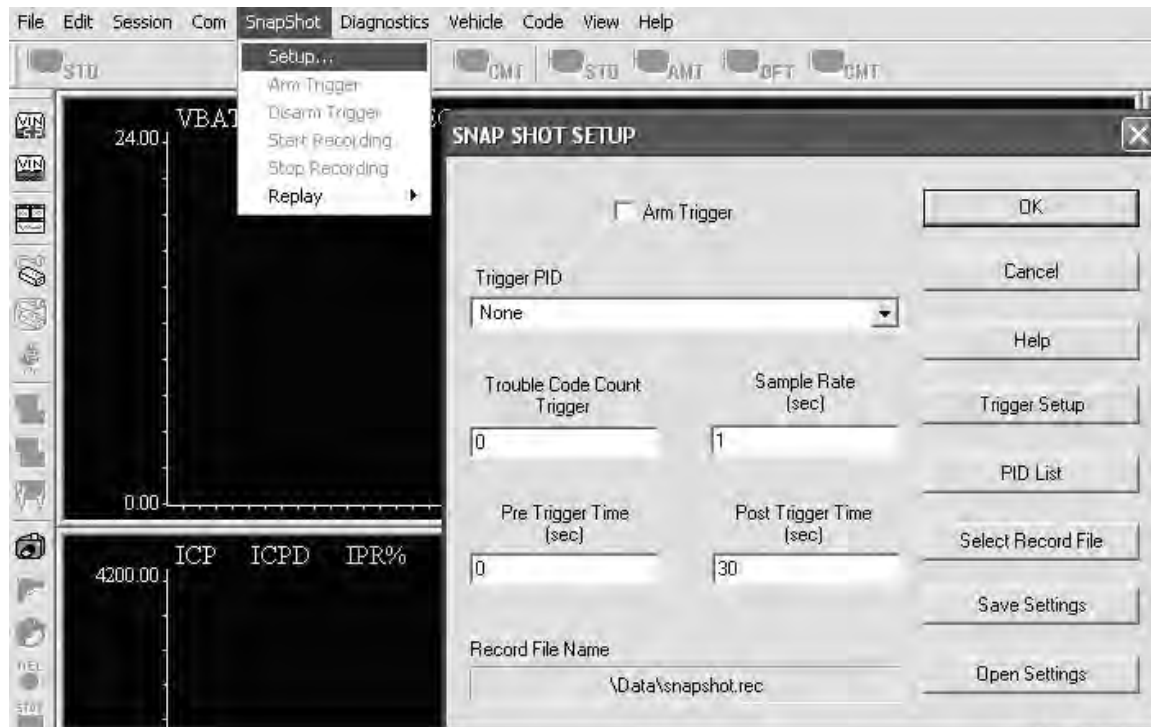 File Edit Session Com SnapShot Diagnostics Vehicle Code View Help
STD CMT STD AMT OFT CMT
Setup...
Arm Trigger
Disarm Trigger
Start Recording
Stop Recording
Replay
VIN
VIN
24.00
0.00
ICP ICPD IPR%
4200.00
SNAP SHOT SETUP
Arm Trigger
Trigger PID
None
Trouble Code Count
Trigger
0
Sample Rate
(sec)
1
Pre Trigger Time
(sec)
0
Post Trigger Time
(sec)
30
Record File Name
\Data\snapshot.rec
OK
Cancel
Help
Trigger Setup
PID List
Select Record File
Save Settings
Open Settings